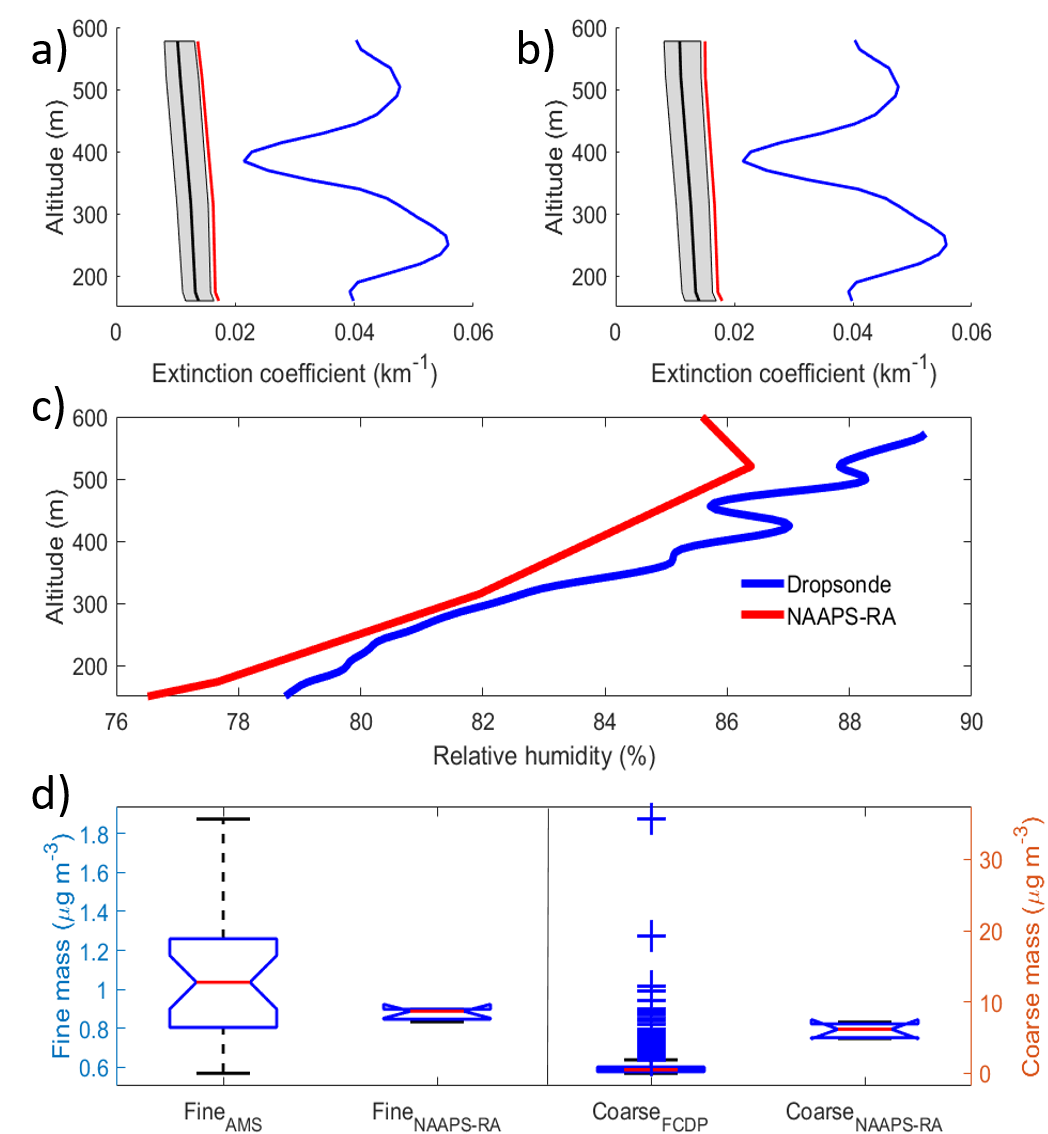 a)
600
500
400
300
200
Altitude (m)
0
0.02
0.04
0.06
Extinction coefficient (km-1)
b)
600
500
400
300
200
Altitude (m)
0
0.02
0.04
0.06
Extinction coefficient (km-1)
c)
600
500
400
300
200
Altitude (m)
Dropsonde
NAAPS-RA
76
78
80
82
84
86
88
90
Relative humidity (%)
d)
1.8
1.6
1.4
1.2
1
0.8
0.6
Fine mass (μg m-3)
30
20
10
0
Coarse mass (μg m-3)
FineAMS
FineNAAPS-RA
CoarseFCDP
CoarseNAAPS-RA